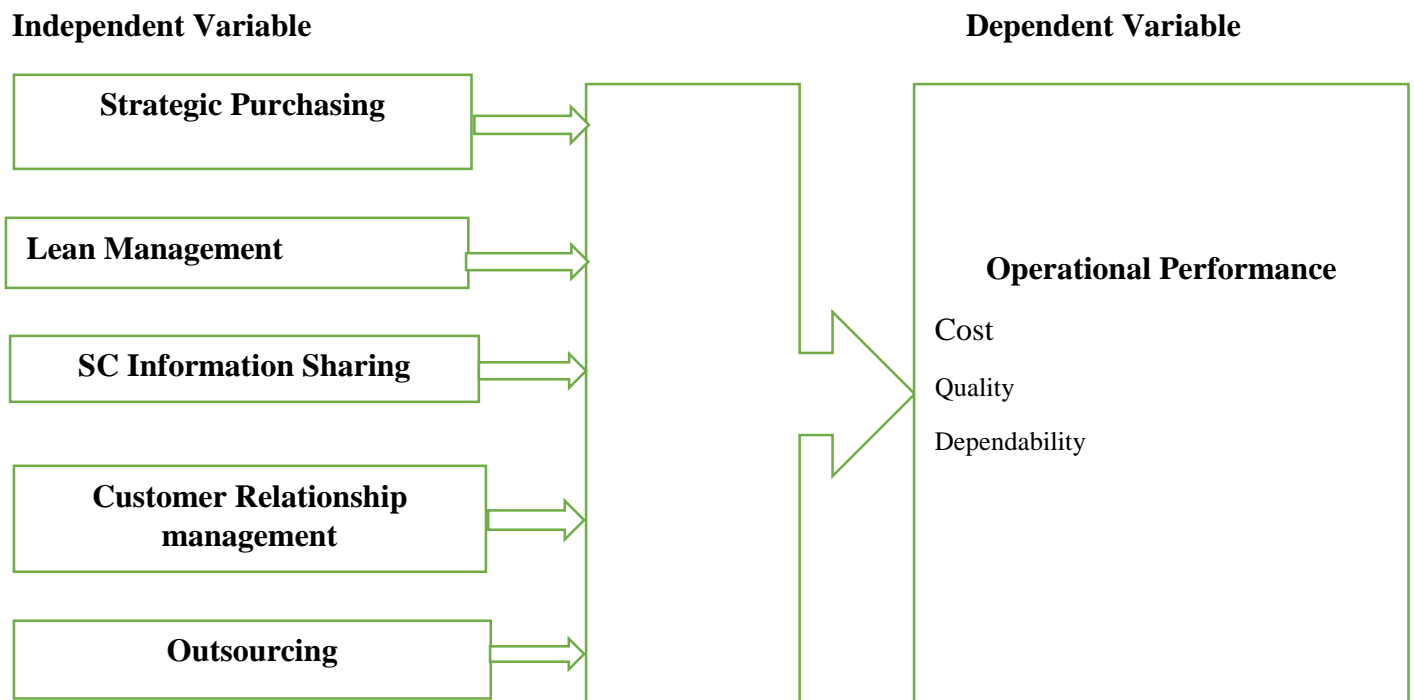 Independent Variable
Dependent Variable
Strategic Purchasing
Lean Management
SC Information Sharing
Customer Relationship
management
Outsourcing
Operational Performance
Cost
Quality
Dependability